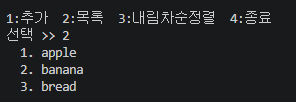 1:추가  2:목록  3:내림차순정렬  4:종료
선택 >> 2
  1. apple
  2. banana
  3. bread